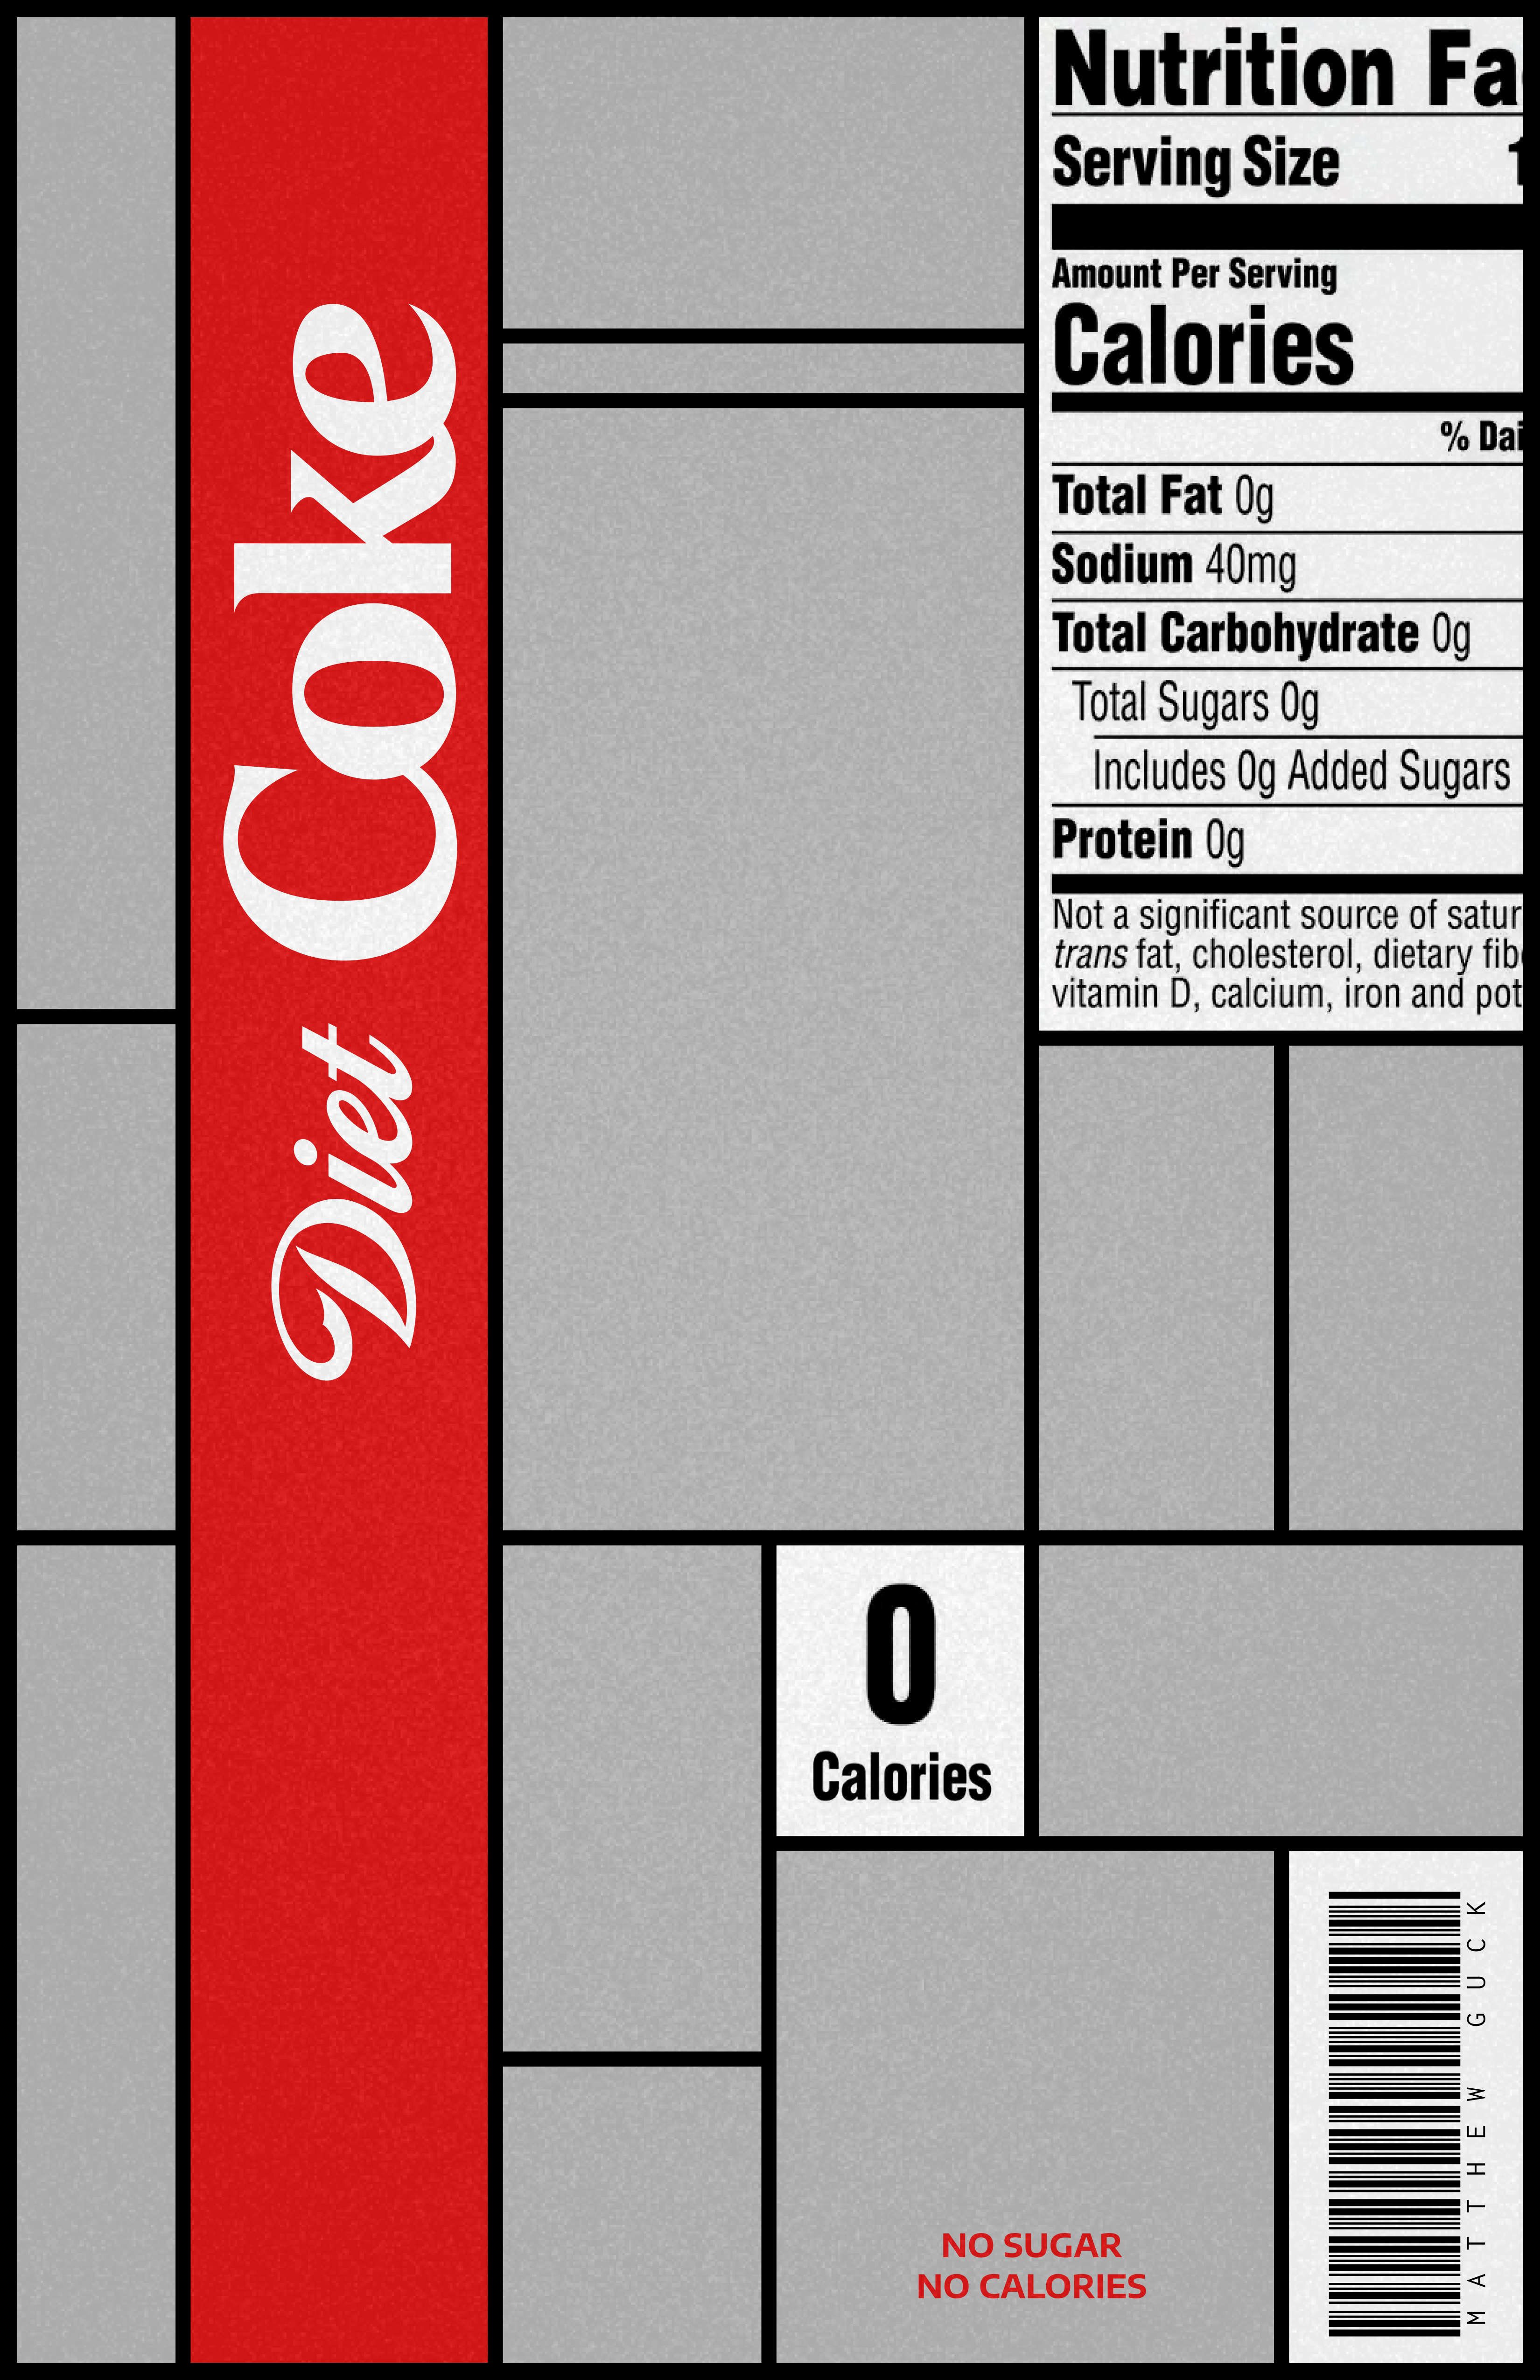 Diet Coke
Nutrition Fa
Serving Size 1
Amount Per Serving
Calories
% Dai
Total Fat 0g
Sodium 40mg
Total Carbohydrate 0g
Total Sugars 0g
Includes 0g Added Sugars
Protein 0g
Not a significant source of satur
trans fat, cholesterol, dietary fib
vitamin D, calcium, iron and pot
0
Calories
NO SUGAR
NO CALORIES
MATTHEW GUCK